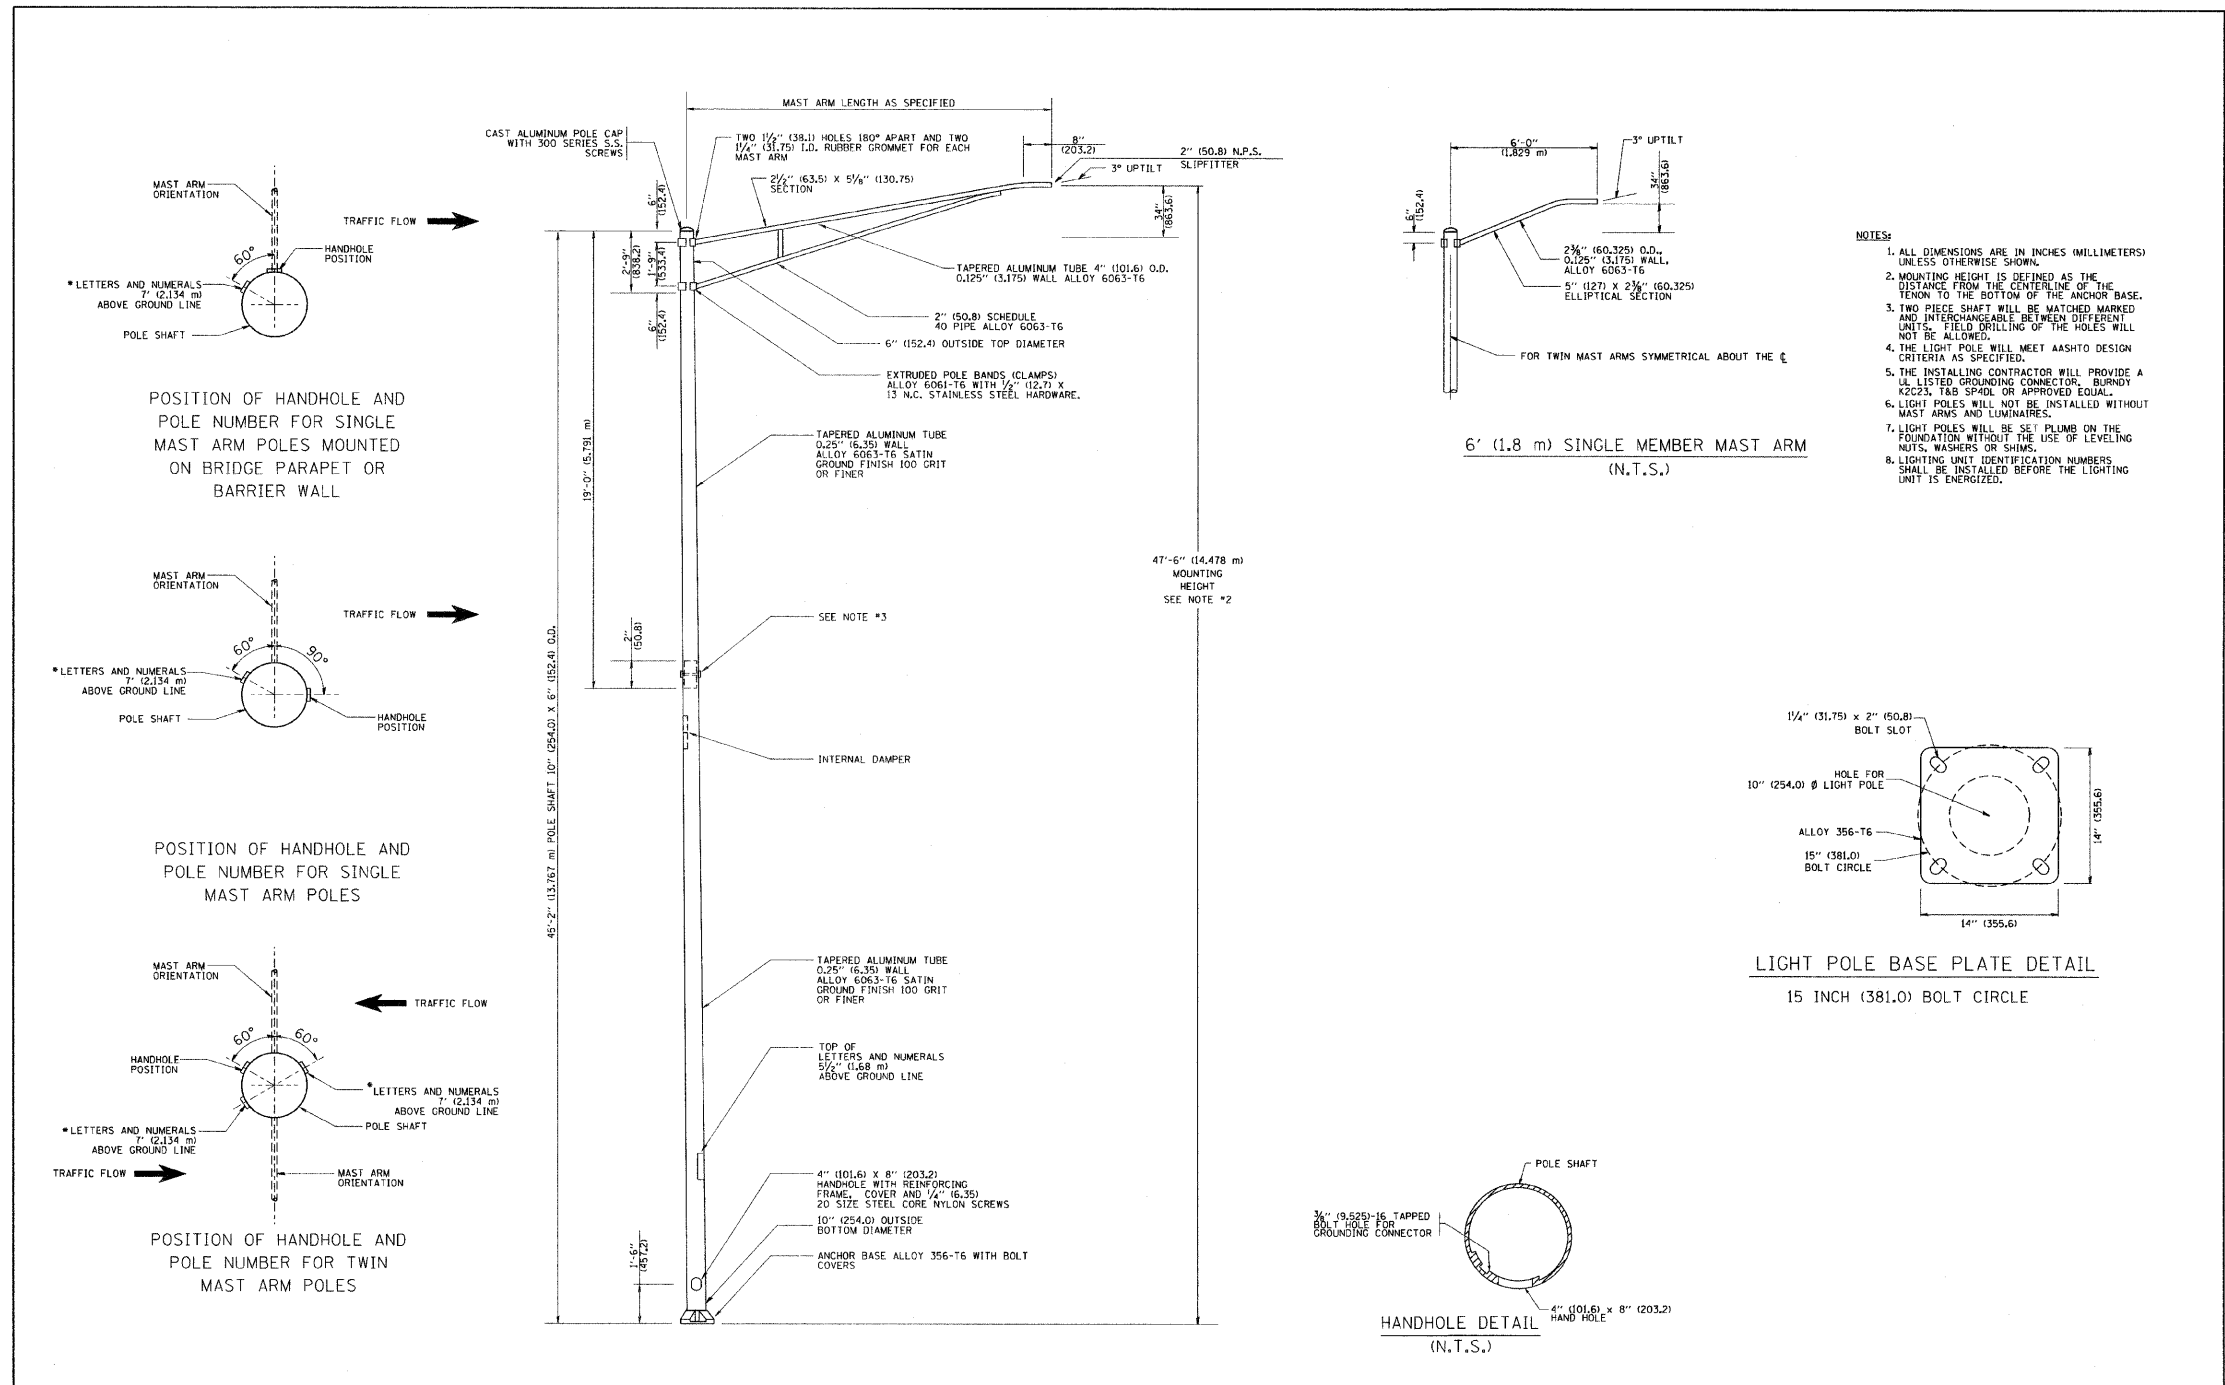 MAST ARM
ORIENTATION
TRAFFIC FLOW
60°
HANDHOLE
POSITION
*LETTERS AND NUMERALS
7' (2.134 m)
ABOVE GROUND LINE
POLE SHAFT
POSITION OF HANDHOLE AND
POLE NUMBER FOR SINGLE
MAST ARM POLES MOUNTED
ON BRIDGE PARAPET OR
BARRIER WALL
MAST ARM
ORIENTATION
TRAFFIC FLOW
60°
90°
*LETTERS AND NUMERALS
7' (2.134 m)
ABOVE GROUND LINE
POLE SHAFT
HANDHOLE
POSITION
POSITION OF HANDHOLE AND
POLE NUMBER FOR SINGLE
MAST ARM POLES
MAST ARM
ORIENTATION
TRAFFIC FLOW
60°
60°
HANDHOLE
POSITION
*LETTERS AND NUMERALS
7' (2.134 m)
ABOVE GROUND LINE
POLE SHAFT
*LETTERS AND NUMERALS
7' (2.134 m)
ABOVE GROUND LINE
TRAFFIC FLOW
MAST ARM
ORIENTATION
POSITION OF HANDHOLE AND
POLE NUMBER FOR TWIN
MAST ARM POLES
MAST ARM LENGTH AS SPECIFIED
CAST ALUMINUM POLE CAP
WITH 300 SERIES S.S.
SCREWS
TWO 1½" (38.1) HOLES 180° APART AND TWO
1¼" (31.75) I.D. RUBBER GROMMET FOR EACH
MAST ARM
8"
(203.2)
2" (50.8) N.P.S.
SLIPFITTER
3° UPTILT
2½" (63.5) X 5⅛" (130.75)
SECTION
6"
(152.4)
34"
(863.6)
2'-9"
(838.2)
1'-9"
(533.4)
6"
(152.4)
TAPERED ALUMINUM TUBE 4" (101.6) O.D.
0.125" (3.175) WALL ALLOY 6063-T6
2" (50.8) SCHEDULE
40 PIPE ALLOY 6063-T6
6" (152.4) OUTSIDE TOP DIAMETER
EXTRUDED POLE BANDS (CLAMPS)
ALLOY 6061-T6 WITH ½" (12.7) X
13 N.C. STAINLESS STEEL HARDWARE.
19'-0" (5.791 m)
TAPERED ALUMINUM TUBE
0.25" (6.35) WALL
ALLOY 6063-T6 SATIN
GROUND FINISH 100 GRIT
OR FINER
47'-6" (14.478 m)
MOUNTING
HEIGHT
SEE NOTE #2
SEE NOTE #3
2"
(50.8)
45'-2" (13.767 m) POLE SHAFT 10" (254.0) X 6" (152.4) O.D.
INTERNAL DAMPER
TAPERED ALUMINUM TUBE
0.25" (6.35) WALL
ALLOY 6063-T6 SATIN
GROUND FINISH 100 GRIT
OR FINER
TOP OF
LETTERS AND NUMERALS
5½" (1.68 m)
ABOVE GROUND LINE
4" (101.6) X 8" (203.2)
HANDHOLE WITH REINFORCING
FRAME, COVER AND ¼" (6.35)
20 SIZE STEEL CORE NYLON SCREWS
10" (254.0) OUTSIDE
BOTTOM DIAMETER
1'-6"
(457.2)
ANCHOR BASE ALLOY 356-T6 WITH BOLT
COVERS
6'-0"
(1.829 m)
3° UPTILT
34"
(863.6)
6"
(152.4)
2⅜" (60.325) O.D.,
0.125" (3.175) WALL,
ALLOY 6063-T6
5" (127) X 2⅜" (60.325)
ELLIPTICAL SECTION
FOR TWIN MAST ARMS SYMMETRICAL ABOUT THE ℄
6' (1.8 m) SINGLE MEMBER MAST ARM
(N.T.S.)
NOTES:
1. ALL DIMENSIONS ARE IN INCHES (MILLIMETERS)
UNLESS OTHERWISE SHOWN.
2. MOUNTING HEIGHT IS DEFINED AS THE
DISTANCE FROM THE CENTERLINE OF THE
TENON TO THE BOTTOM OF THE ANCHOR BASE.
3. TWO PIECE SHAFT WILL BE MATCHED MARKED
AND INTERCHANGEABLE BETWEEN DIFFERENT
UNITS. FIELD DRILLING OF THE HOLES WILL
NOT BE ALLOWED.
4. THE LIGHT POLE WILL MEET AASHTO DESIGN
CRITERIA AS SPECIFIED.
5. THE INSTALLING CONTRACTOR WILL PROVIDE A
UL LISTED GROUNDING CONNECTOR. BURNDY
K2C23, T&B SP4DL OR APPROVED EQUAL.
6. LIGHT POLES WILL NOT BE INSTALLED WITHOUT
MAST ARMS AND LUMINAIRES.
7. LIGHT POLES WILL BE SET PLUMB ON THE
FOUNDATION WITHOUT THE USE OF LEVELING
NUTS, WASHERS OR SHIMS.
8. LIGHTING UNIT IDENTIFICATION NUMBERS
SHALL BE INSTALLED BEFORE THE LIGHTING
UNIT IS ENERGIZED.
1¼" (31.75) x 2" (50.8)
BOLT SLOT
HOLE FOR
10" (254.0) Ø LIGHT POLE
ALLOY 356-T6
15" (381.0)
BOLT CIRCLE
14" (355.6)
14" (355.6)
LIGHT POLE BASE PLATE DETAIL
15 INCH (381.0) BOLT CIRCLE
POLE SHAFT
⅜" (9.525)-16 TAPPED
BOLT HOLE FOR
GROUNDING CONNECTOR
4" (101.6) x 8" (203.2)
HAND HOLE
HANDHOLE DETAIL
(N.T.S.)